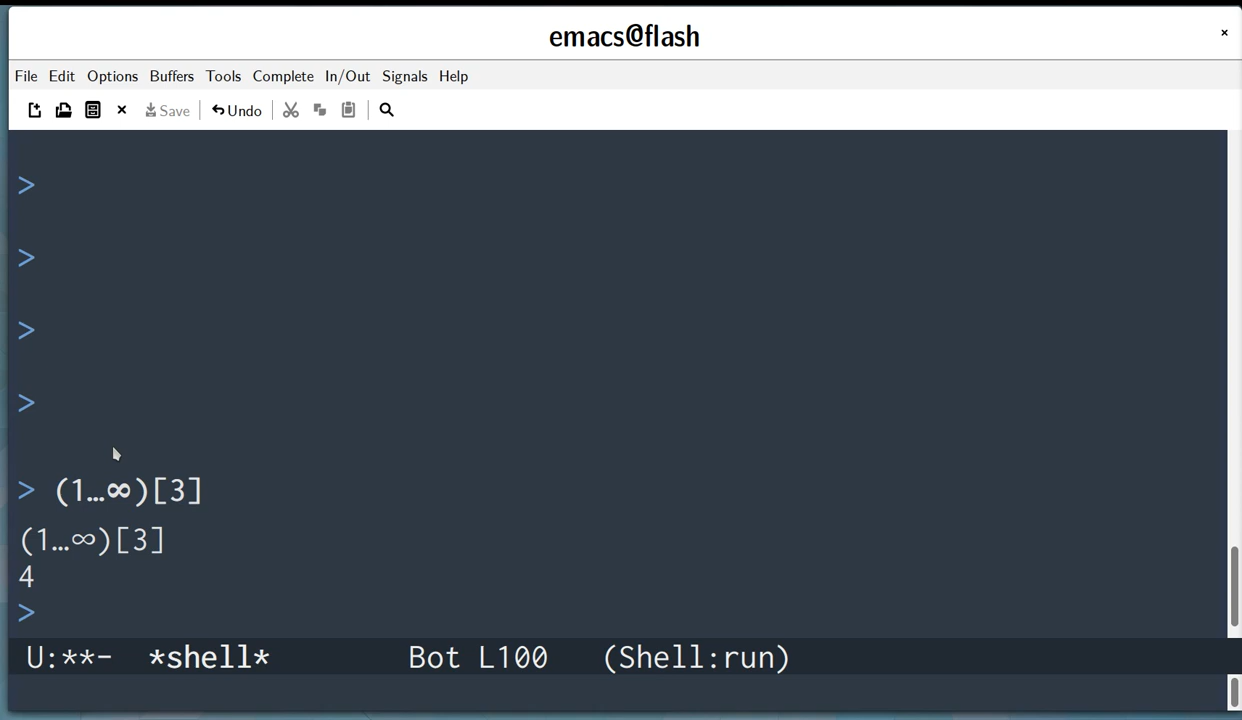 emacs@flash
×
File Edit Options Buffers Tools Complete In/Out Signals Help
Save Undo
>
>
>
>
> (1…∞)[3]
(1…∞)[3]
4
>
U:**- *shell* Bot L100 (Shell:run)